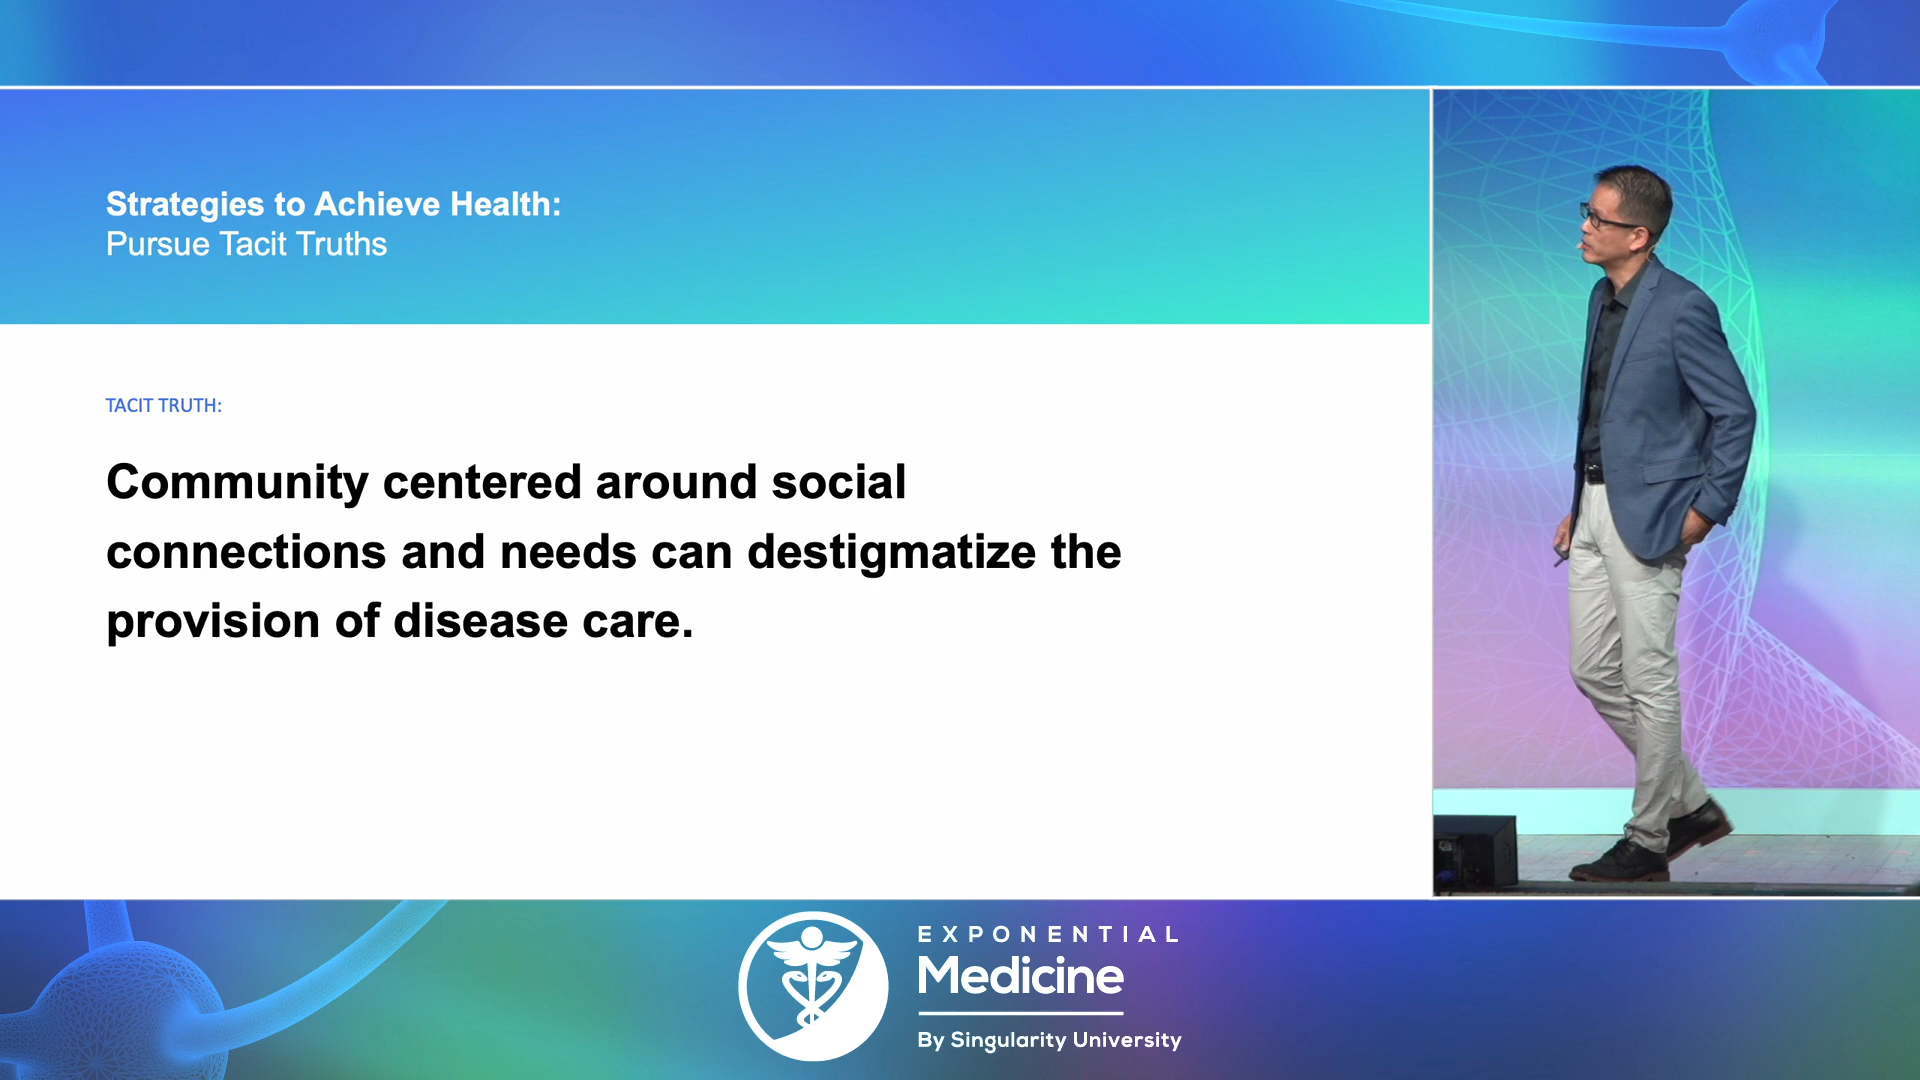 Strategies to Achieve Health:
Pursue Tacit Truths
TACIT TRUTH:
Community centered around social
connections and needs can destigmatize the
provision of disease care.
EXPONENTIAL
Medicine
By Singularity University